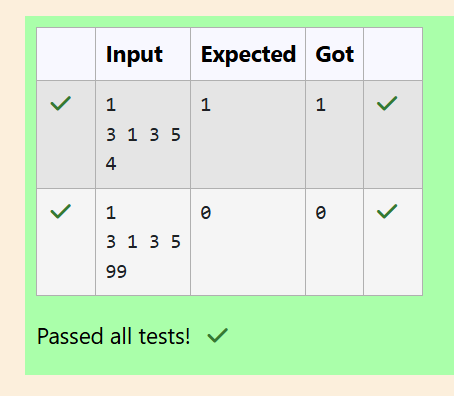 Input Expected Got
1 1 1
3 1 3 5
4
1 0 0
3 1 3 5
99
Passed all tests!